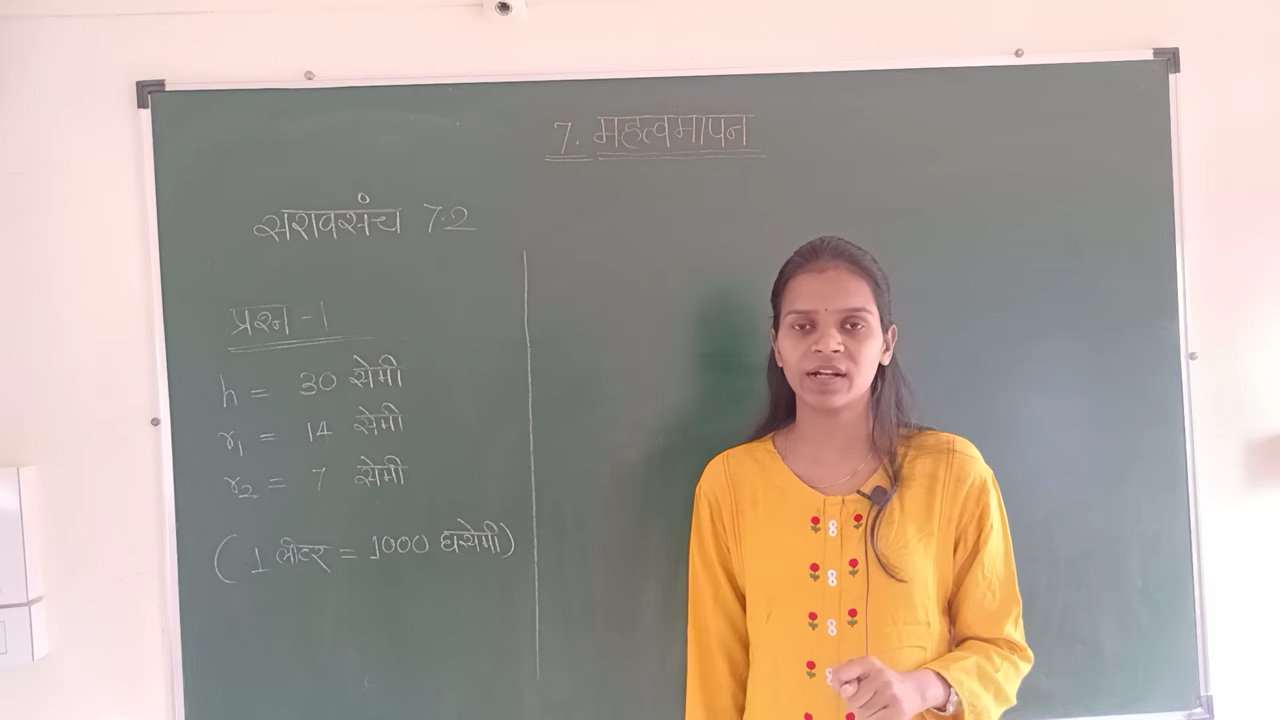 7. महत्वमापन
सरावसंच 7.2
प्रश्न - 1
h = 30 सेमी
r₁ = 14 सेमी
r₂ = 7 सेमी
( 1 लीटर = 1000 घसेमी )